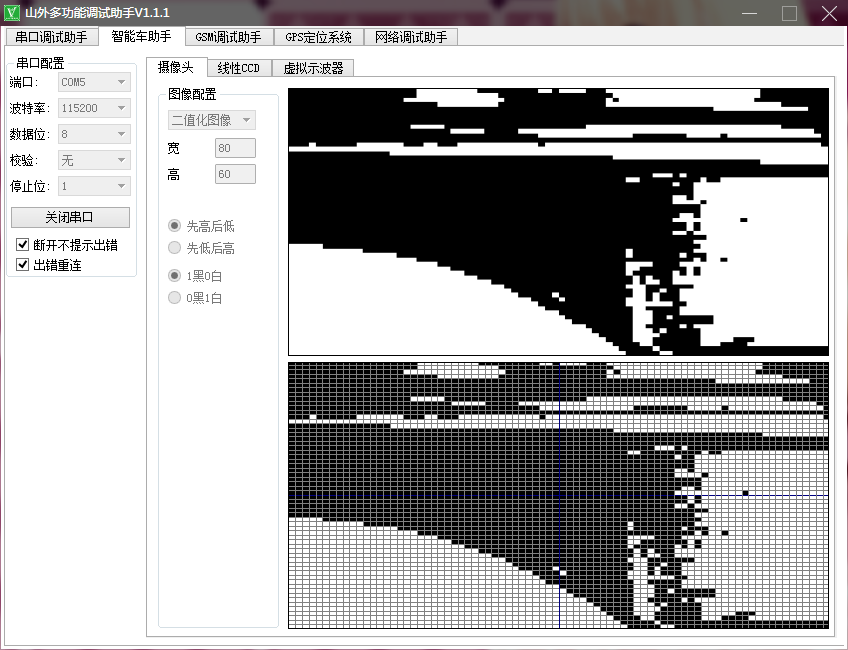 山外多功能调试助手V1.1.1
串口调试助手 智能车助手 GSM调试助手 GPS定位系统 网络调试助手
串口配置
端口: COM5
波特率: 115200
数据位: 8
校验: 无
停止位: 1
关闭串口
断开不提示出错
出错重连
摄像头 线性CCD 虚拟示波器
图像配置
二值化图像
宽 80
高 60
先高后低
先低后高
1黑0白
0黑1白